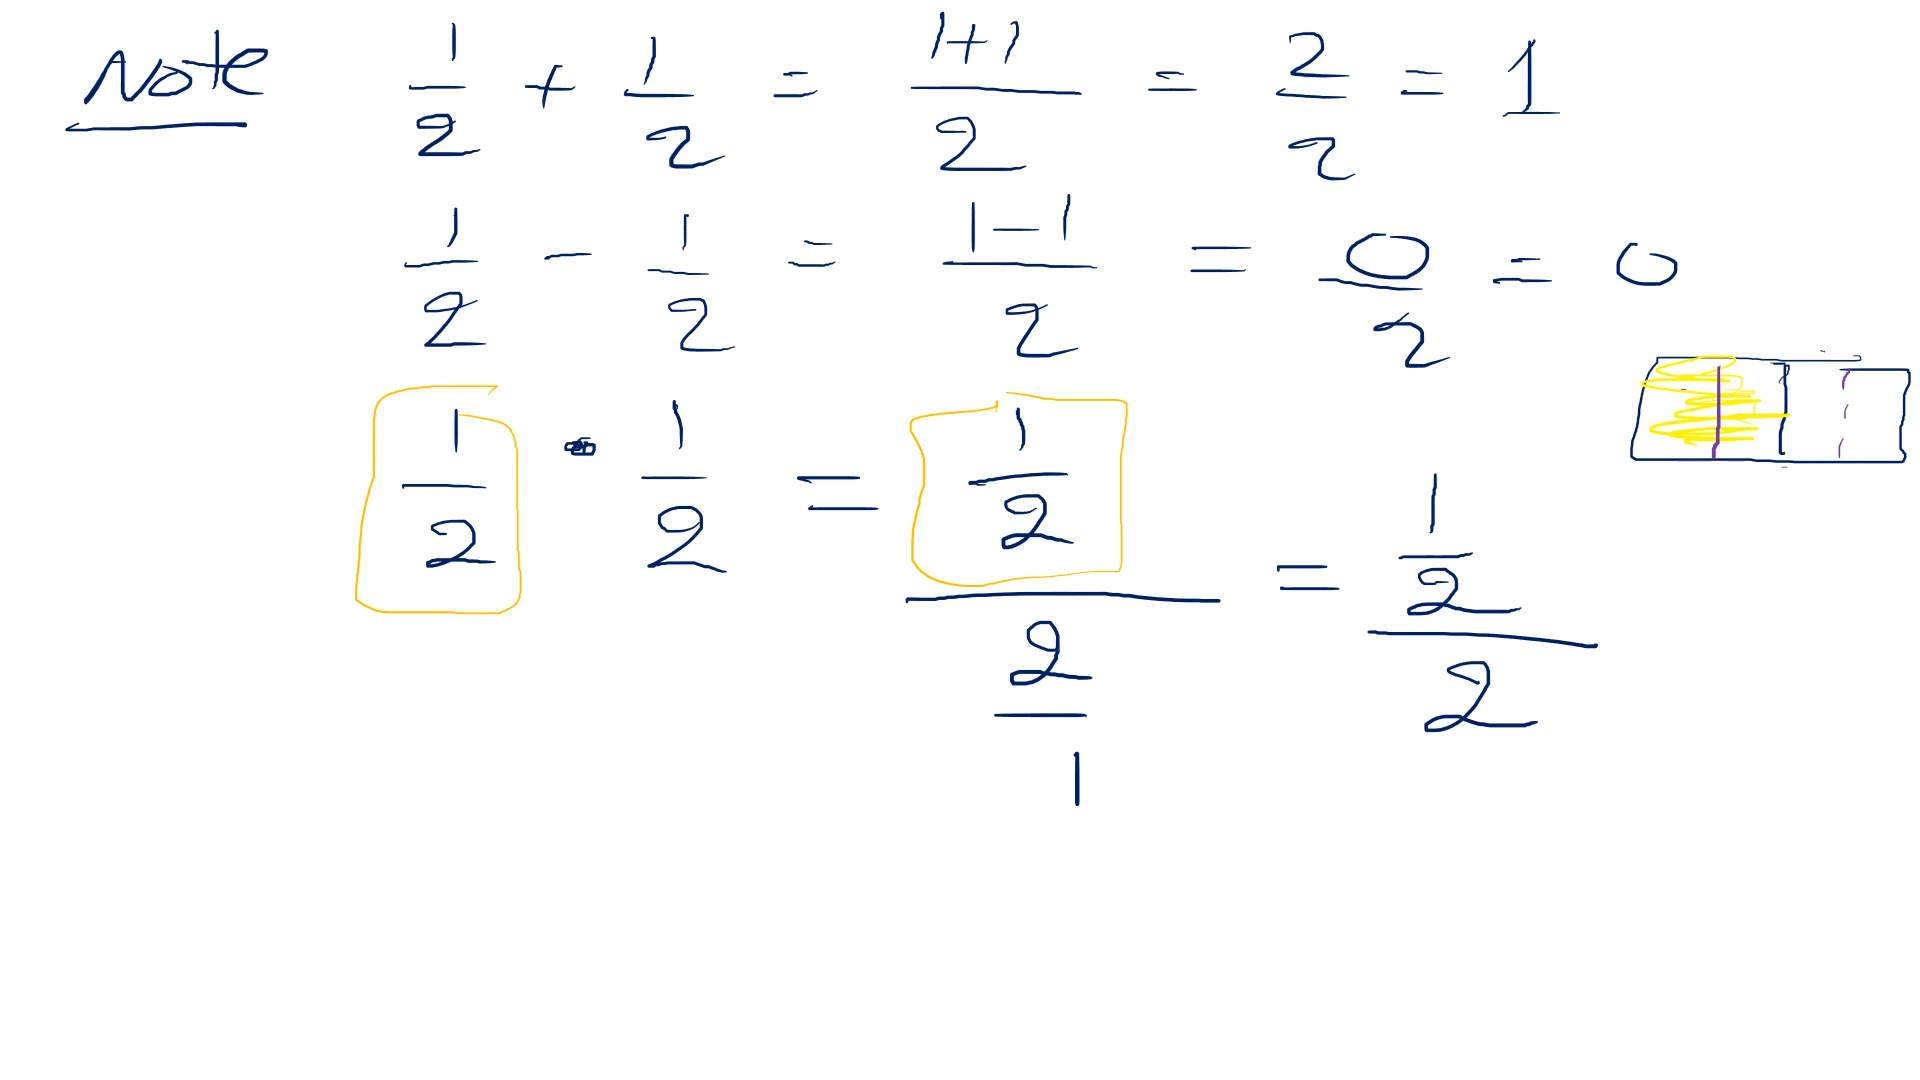 Note 1/2 + 1/2 = (1+1)/2 = 2/2 = 1
1/2 - 1/2 = (1-1)/2 = 0/2 = 0
1/2 · 1/2 = (1/2)/(2/1) = (1/2)/2